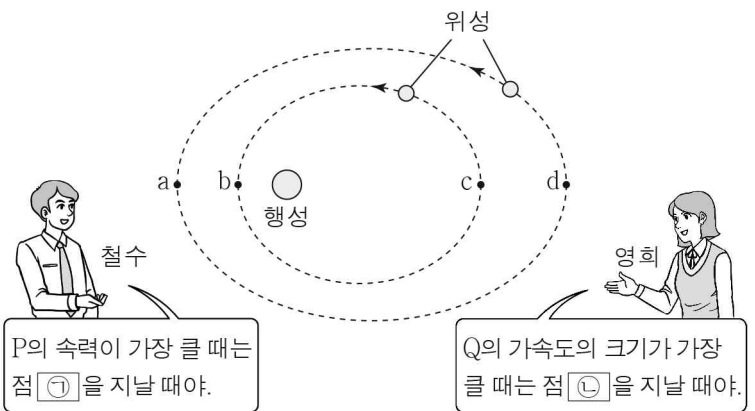 위성
a
b
c
d
행성
철수
영희
P의 속력이 가장 클 때는
점 ㉠ 을 지날 때야.
Q의 가속도의 크기가 가장
클 때는 점 ㉡ 을 지날 때야.